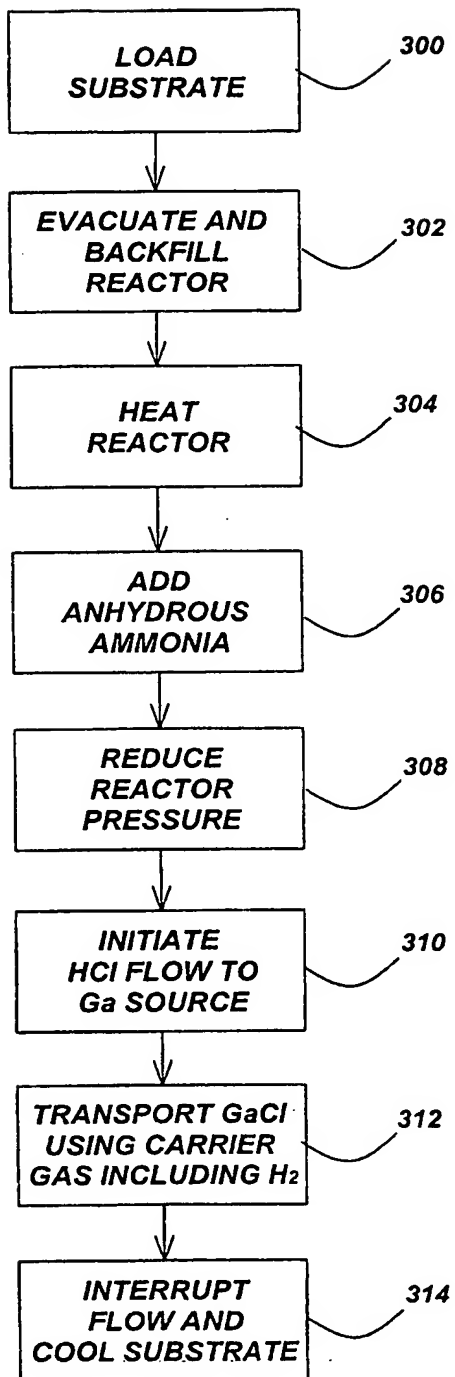 LOAD
SUBSTRATE
300
EVACUATE AND
BACKFILL
REACTOR
302
HEAT
REACTOR
304
ADD
ANHYDROUS
AMMONIA
306
REDUCE
REACTOR
PRESSURE
308
INITIATE
HCl FLOW TO
Ga SOURCE
310
TRANSPORT GaCl
USING CARRIER
GAS INCLUDING H₂
312
INTERRUPT
FLOW AND
COOL SUBSTRATE
314